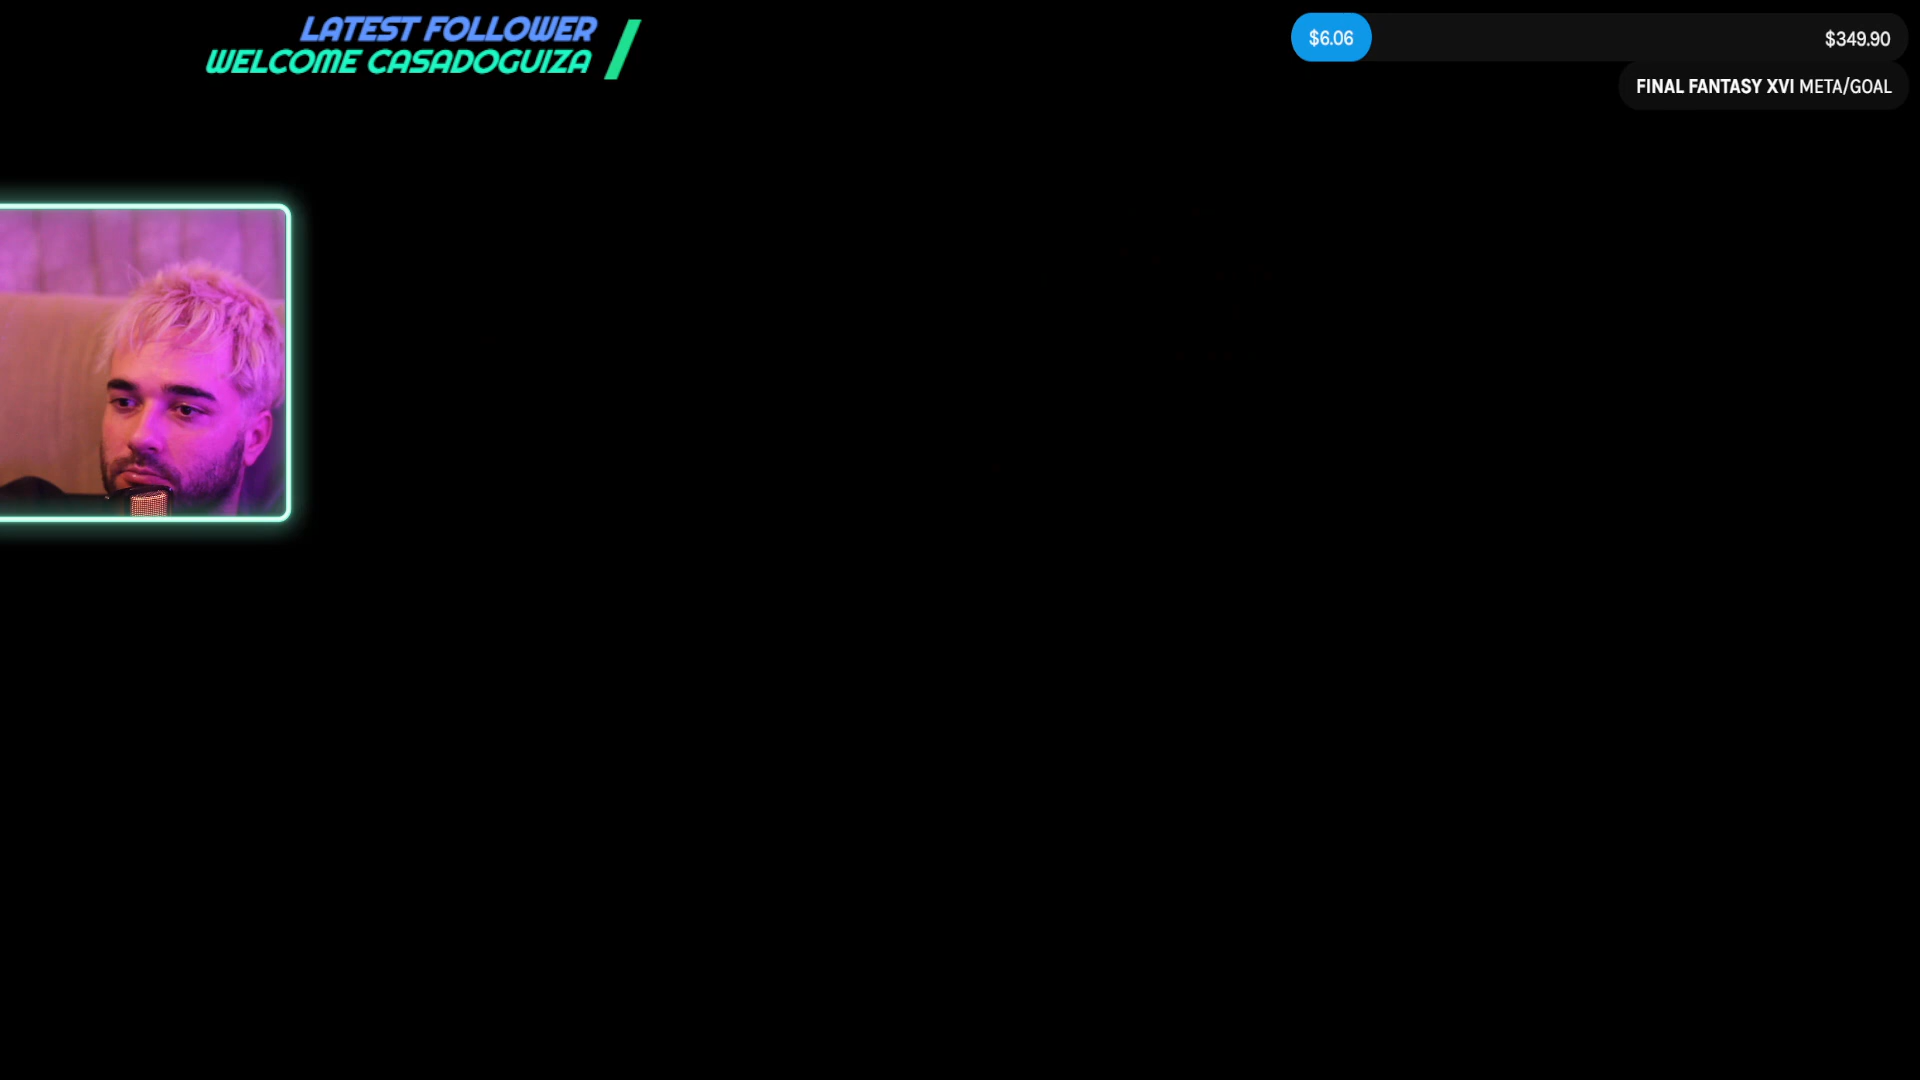 LATEST FOLLOWER
WELCOME CASADOGUIZA
$6.06
$349.90
FINAL FANTASY XVI META/GOAL